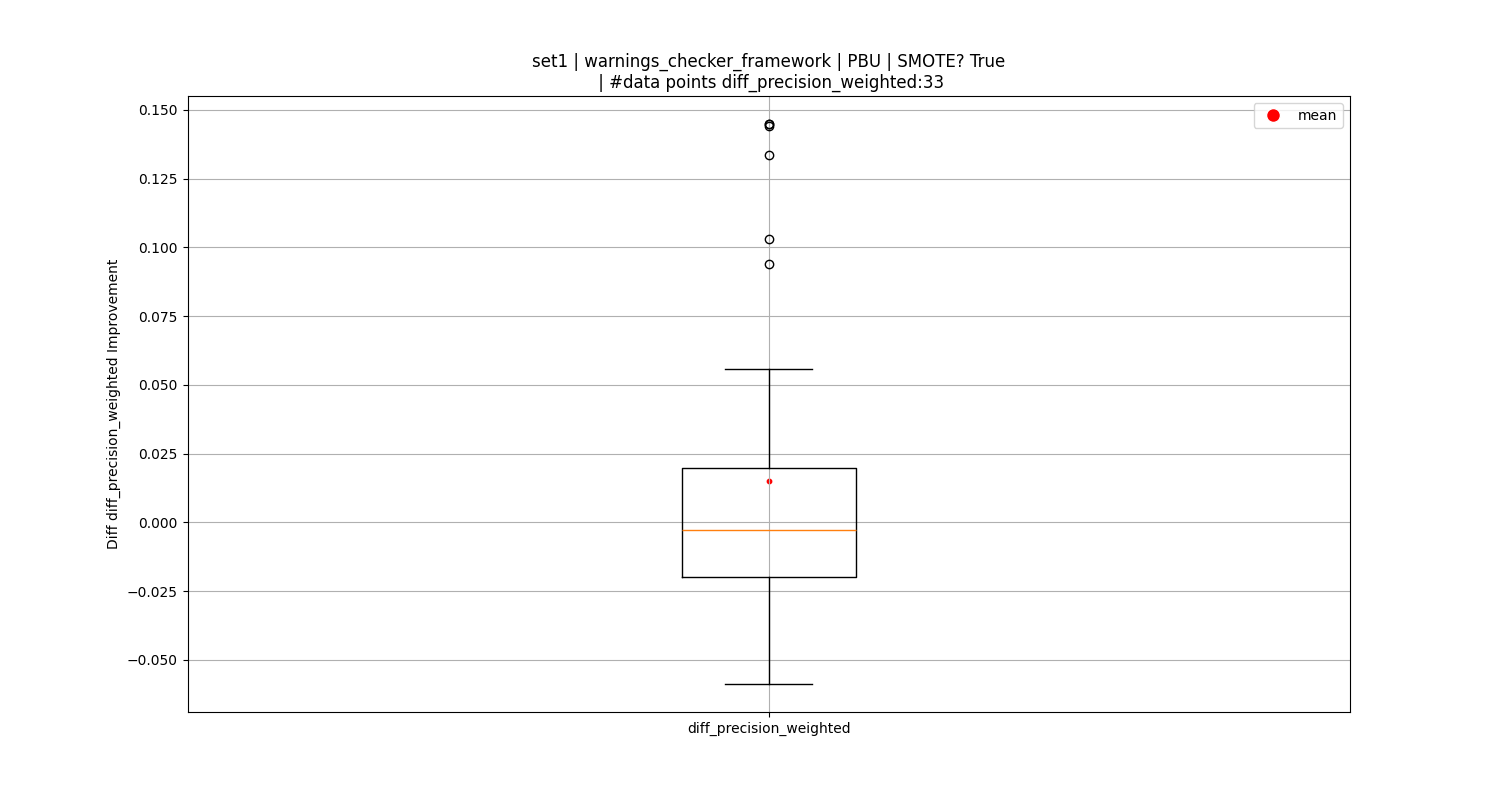 set1 | warnings_checker_framework | PBU | SMOTE? True
| #data points diff_precision_weighted:33
mean
0.150
0.125
0.100
0.075
0.050
0.025
0.000
−0.025
−0.050
Diff diff_precision_weighted Improvement
diff_precision_weighted